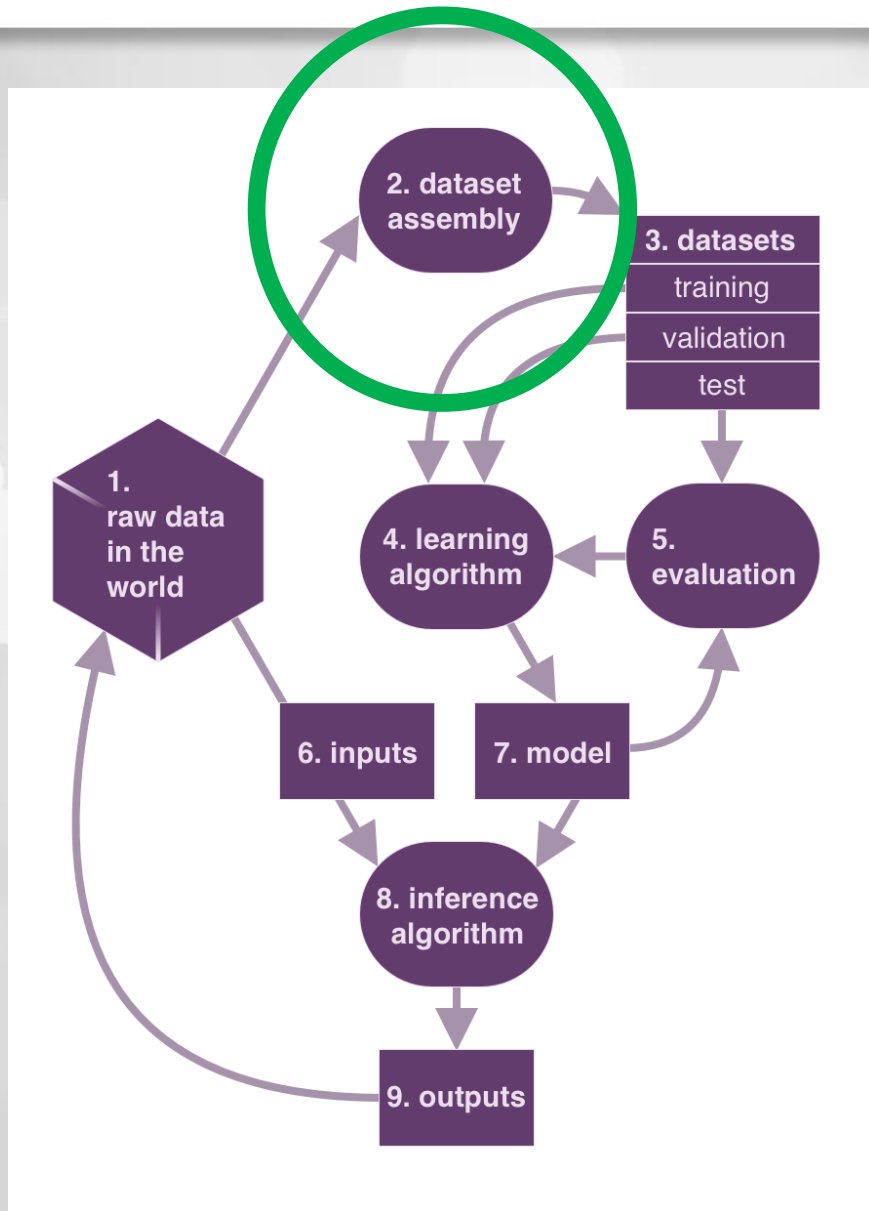 2. dataset
assembly
3. datasets
training
validation
test
1.
raw data
in the
world
4. learning
algorithm
5.
evaluation
6. inputs
7. model
8. inference
algorithm
9. outputs